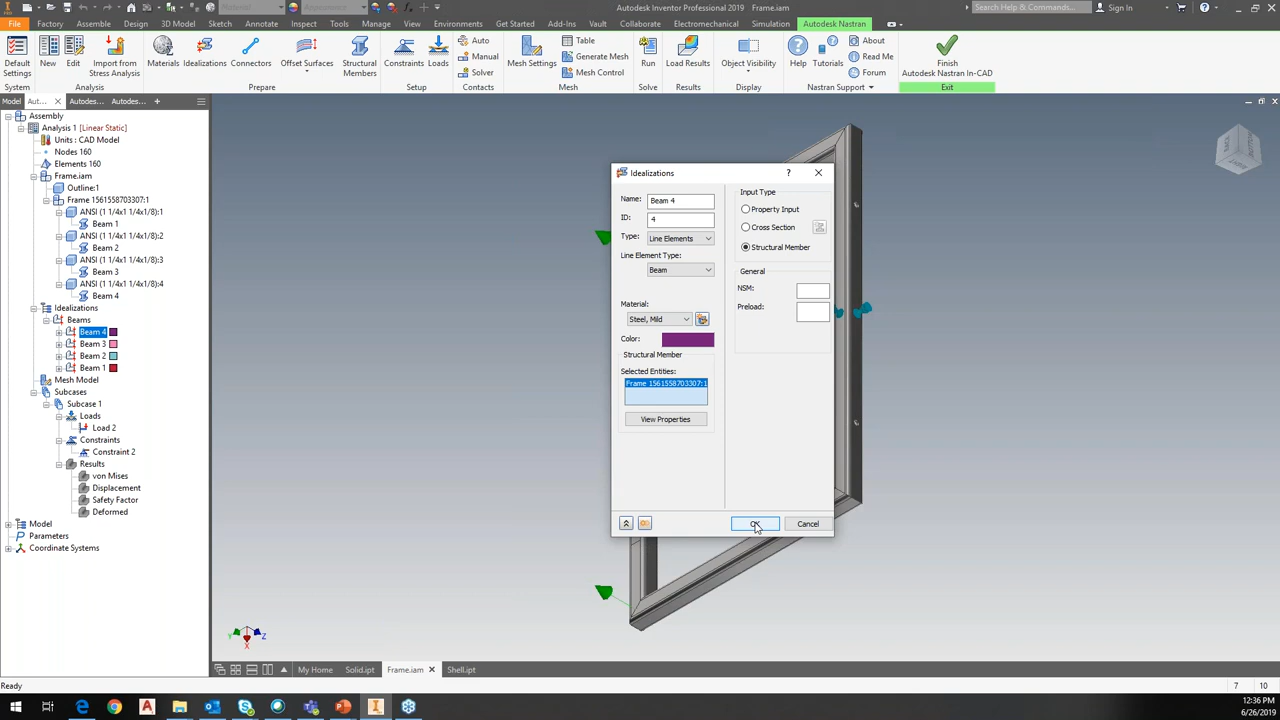 Material
Appearance
Autodesk Inventor Professional 2019 Frame.iam
Search Help & Commands...
Sign In
File
Factory
Assembly
Design
3D Model
Sketch
Annotate
Inspect
Tools
Manage
View
Environments
Get Started
Add-Ins
Vault
Collaborate
Electromechanical
Simulation
Autodesk Nastran
Default Settings
New
Edit
Import from Stress Analysis
Materials
Idealizations
Connectors
Offset Surfaces
Structural Members
Constraints
Loads
Auto
Manual
Solver
Mesh Settings
Table
Generate Mesh
Mesh Control
Run
Load Results
Object Visibility
Help
Tutorials
About
Read Me
Forum
Finish Autodesk Nastran In-CAD
System
Analysis
Prepare
Setup
Contacts
Mesh
Solve
Results
Display
Nastran Support
Exit
Model
Aut...
Autodes...
Autodes...
Assembly
Analysis 1 [Linear Static]
Units : CAD Model
Nodes 160
Elements 160
Frame.iam
Outline:1
Frame 1561558703307:1
ANSI (1 1/4x1 1/4x1/8):1
Beam 1
ANSI (1 1/4x1 1/4x1/8):2
Beam 2
ANSI (1 1/4x1 1/4x1/8):3
Beam 3
ANSI (1 1/4x1 1/4x1/8):4
Beam 4
Idealizations
Beams
Beam 4
Beam 3
Beam 2
Beam 1
Mesh Model
Subcases
Subcase 1
Loads
Load 2
Constraints
Constraint 2
Results
von Mises
Displacement
Safety Factor
Deformed
Model
Parameters
Coordinate Systems
Idealizations
?
Name: Beam 4
ID: 4
Type: Line Elements
Line Element Type:
Beam
Material:
Steel, Mild
Color:
Structural Member
Selected Entities:
Frame 1561558703307:1
View Properties
Input Type
Property Input
Cross Section
Structural Member
General
NSM:
Preload:
OK
Cancel
Y
Z
X
My Home
Solid.ipt
Frame.iam
Shell.ipt
Ready
7
10
12:36 PM
6/26/2019